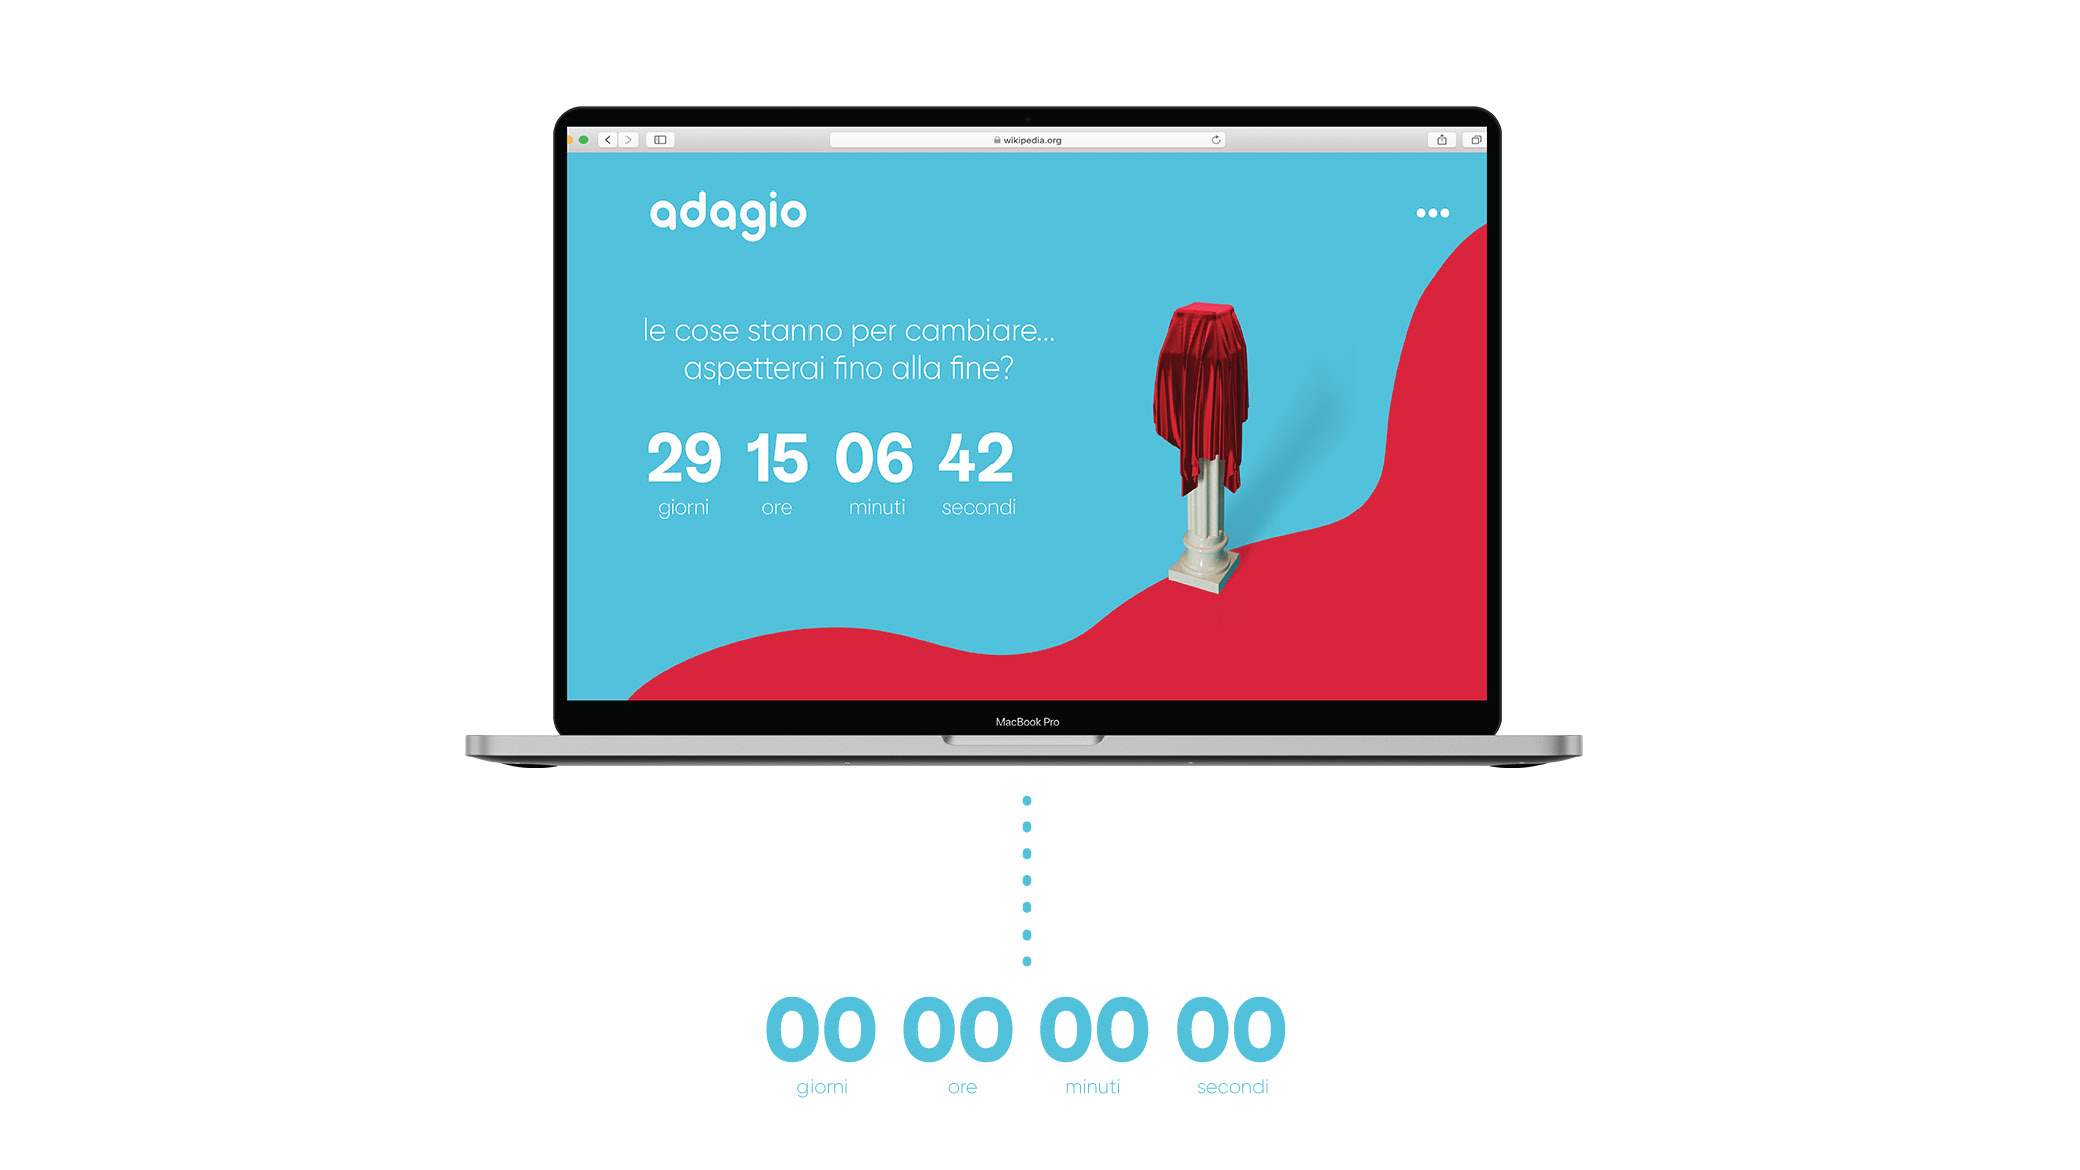 wikipedia.org
adagio
le cose stanno per cambiare...
aspetterai fino alla fine?
29 15 06 42
giorni ore minuti secondi
MacBook Pro
00 00 00 00
giorni ore minuti secondi